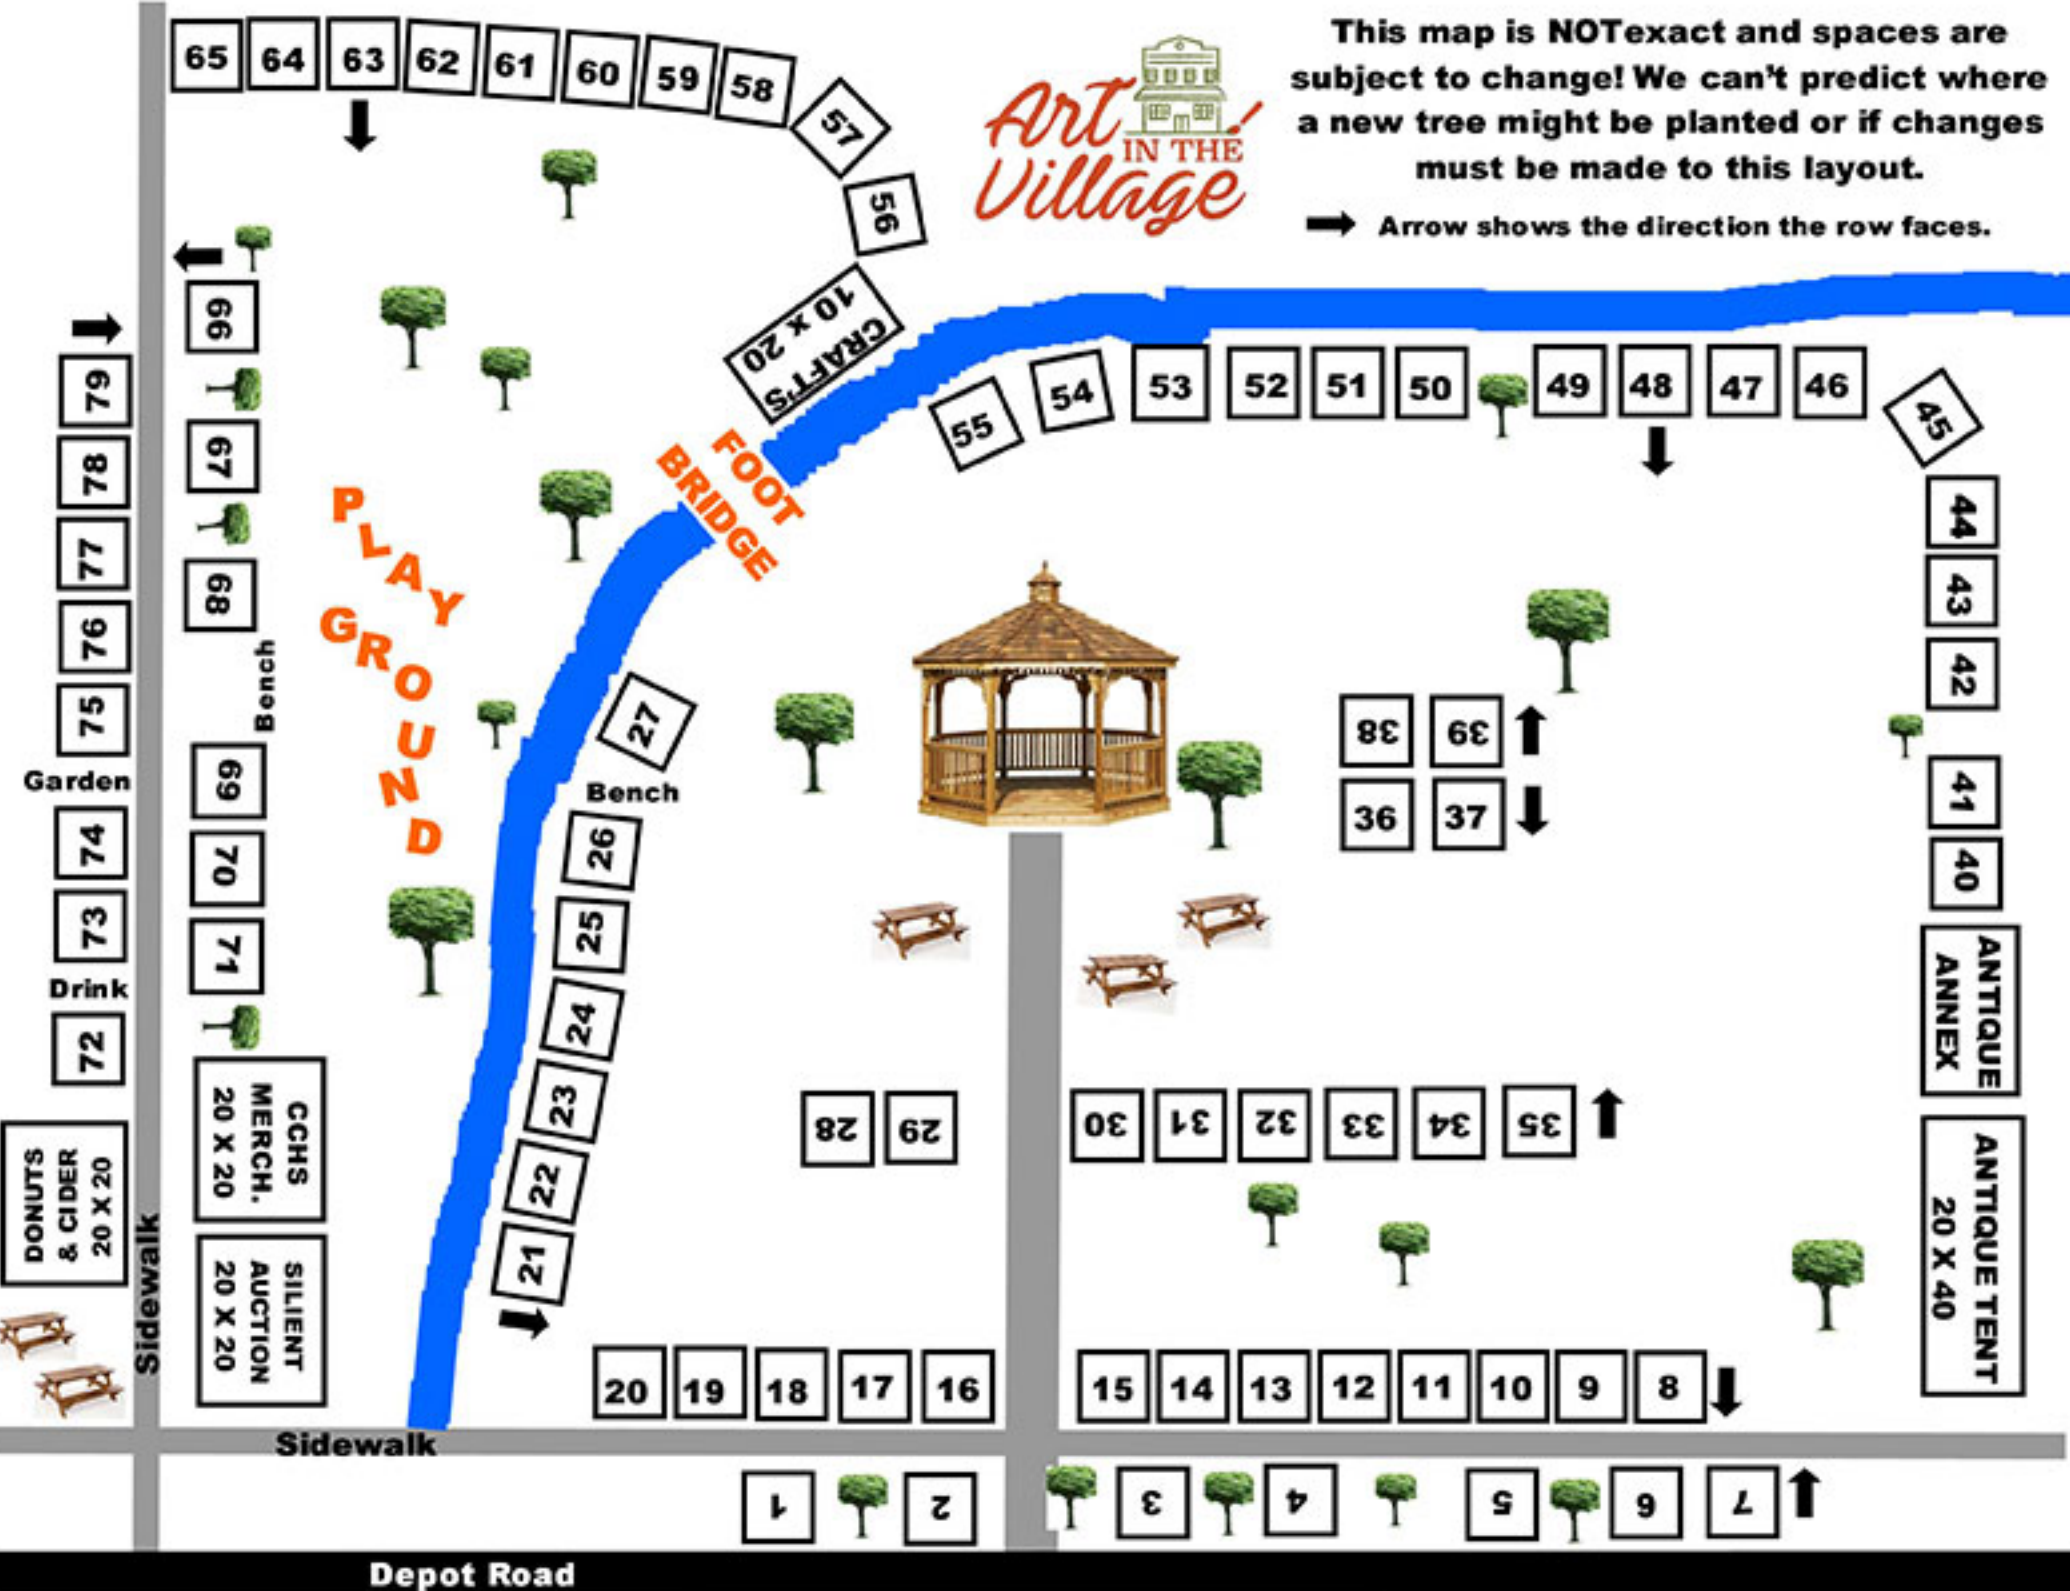 This map is NOTexact and spaces are
subject to change! We can't predict where
a new tree might be planted or if changes
must be made to this layout.
Arrow shows the direction the row faces.
Art
IN THE
Village!
65 64 63 62 61 60 59 58
57
56
CRAFTS
10 x 20
FOOT
BRIDGE
55 54 53 52 51 50 49 48 47 46
45
44
43
42
41
40
ANTIQUE
ANNEX
ANTIQUE TENT
20 X 40
66
67
68
Bench
69
70
71
CCHS
MERCH.
20 X 20
SILIENT
AUCTION
20 X 20
79
78
77
76
75
Garden
74
73
Drink
72
DONUTS
& CIDER
20 X 20
Sidewalk
PLAY
GROUND
27
Bench
26
25
24
23
22
21
38 39
36 37
28 29 30 31 32 33 34 35
20 19 18 17 16 15 14 13 12 11 10 9 8
Sidewalk
1 2 3 4 5 6 7
Depot Road